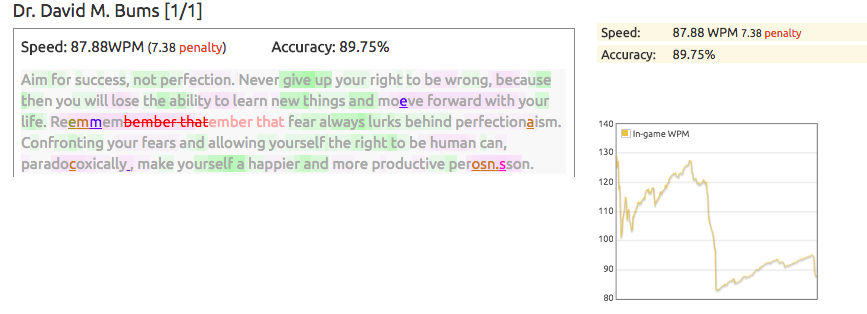 Dr. David M. Bums [1/1]
Speed: 87.88WPM (7.38 penalty) Accuracy: 89.75%
Aim for success, not perfection. Never give up your right to be wrong, because
then you will lose the ability to learn new things and moeve forward with your
life. Reemmembember thatember that fear always lurks behind perfectionaism.
Confronting your fears and allowing yourself the right to be human can,
paradocoxically , make yourself a happier and more productive perosn.sson.
Speed: 87.88 WPM 7.38 penalty
Accuracy: 89.75%
140
In-game WPM
130
120
110
100
90
80